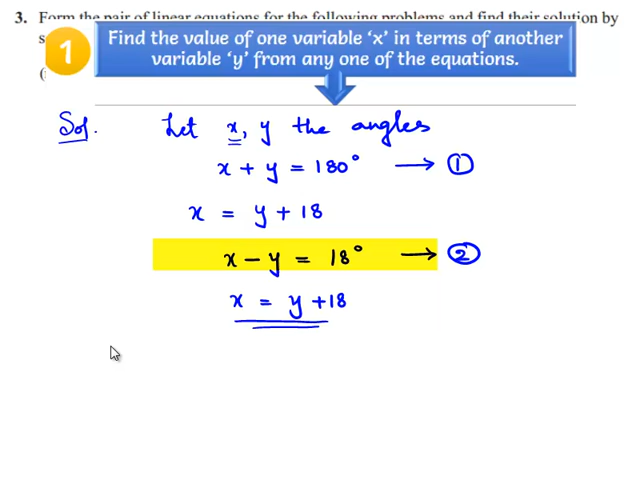 3. Form the pair of linear equations for the following problems and find their solution by
s
(
1
Find the value of one variable ‘x’ in terms of another
variable ‘y’ from any one of the equations.
Sol. Let x, y the angles
x + y = 180° → ①
x = y + 18
x − y = 18° → ②
x = y + 18